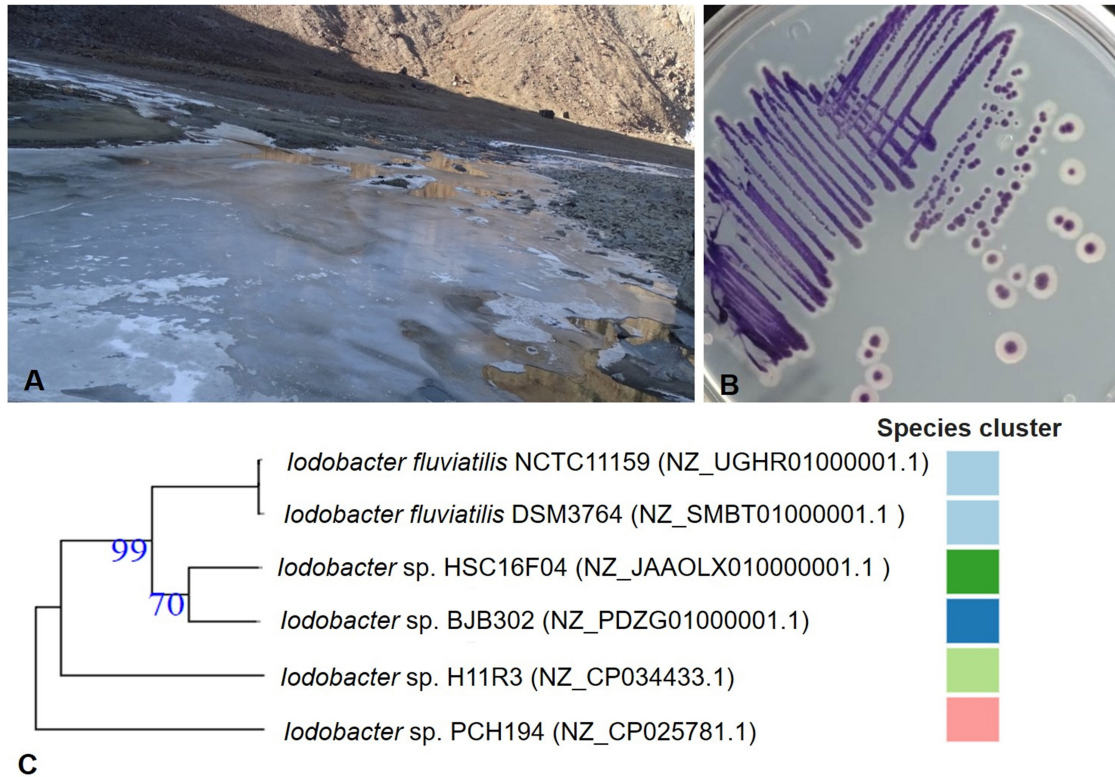 A
B
Species cluster
Iodobacter fluviatilis NCTC11159 (NZ_UGHR01000001.1)
Iodobacter fluviatilis DSM3764 (NZ_SMBT01000001.1 )
99
Iodobacter sp. HSC16F04 (NZ_JAAOLX010000001.1 )
70
Iodobacter sp. BJB302 (NZ_PDZG01000001.1)
Iodobacter sp. H11R3 (NZ_CP034433.1)
Iodobacter sp. PCH194 (NZ_CP025781.1)
C